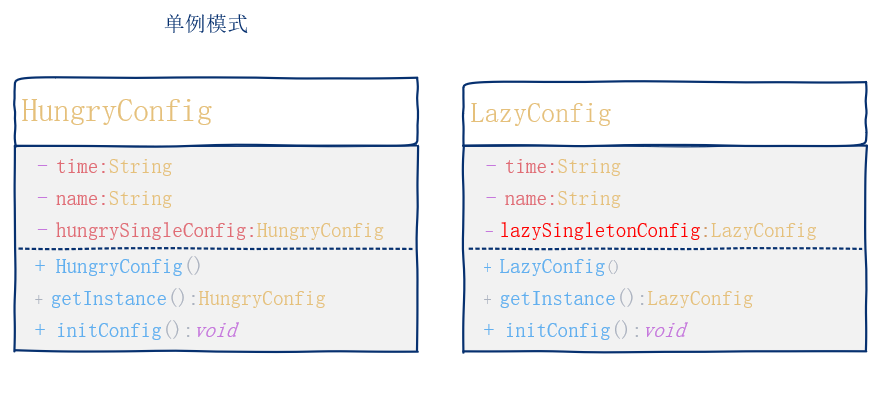 单例模式
HungryConfig
- time:String
- name:String
- hungrySingleConfig:HungryConfig
+ HungryConfig()
+ getInstance():HungryConfig
+ initConfig():void
LazyConfig
- time:String
- name:String
- lazySingletonConfig:LazyConfig
+ LazyConfig()
+ getInstance():LazyConfig
+ initConfig():void